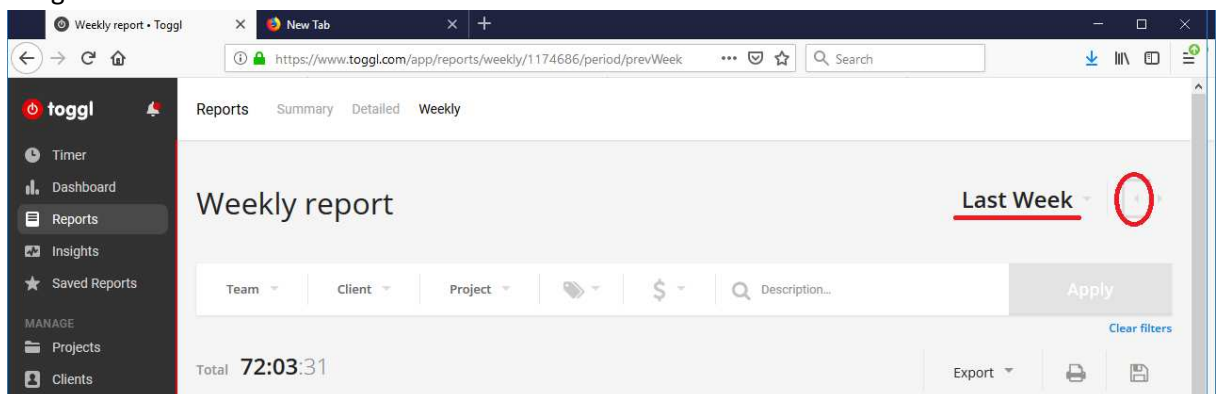 Weekly report • Toggl
New Tab
https://www.toggl.com/app/reports/weekly/1174686/period/prevWeek
Search
toggl
Reports Summary Detailed Weekly
Timer
Dashboard
Reports
Insights
Saved Reports
MANAGE
Projects
Clients
Weekly report
Last Week
Team Client Project $ Description...
Apply
Clear filters
Total 72:03:31
Export